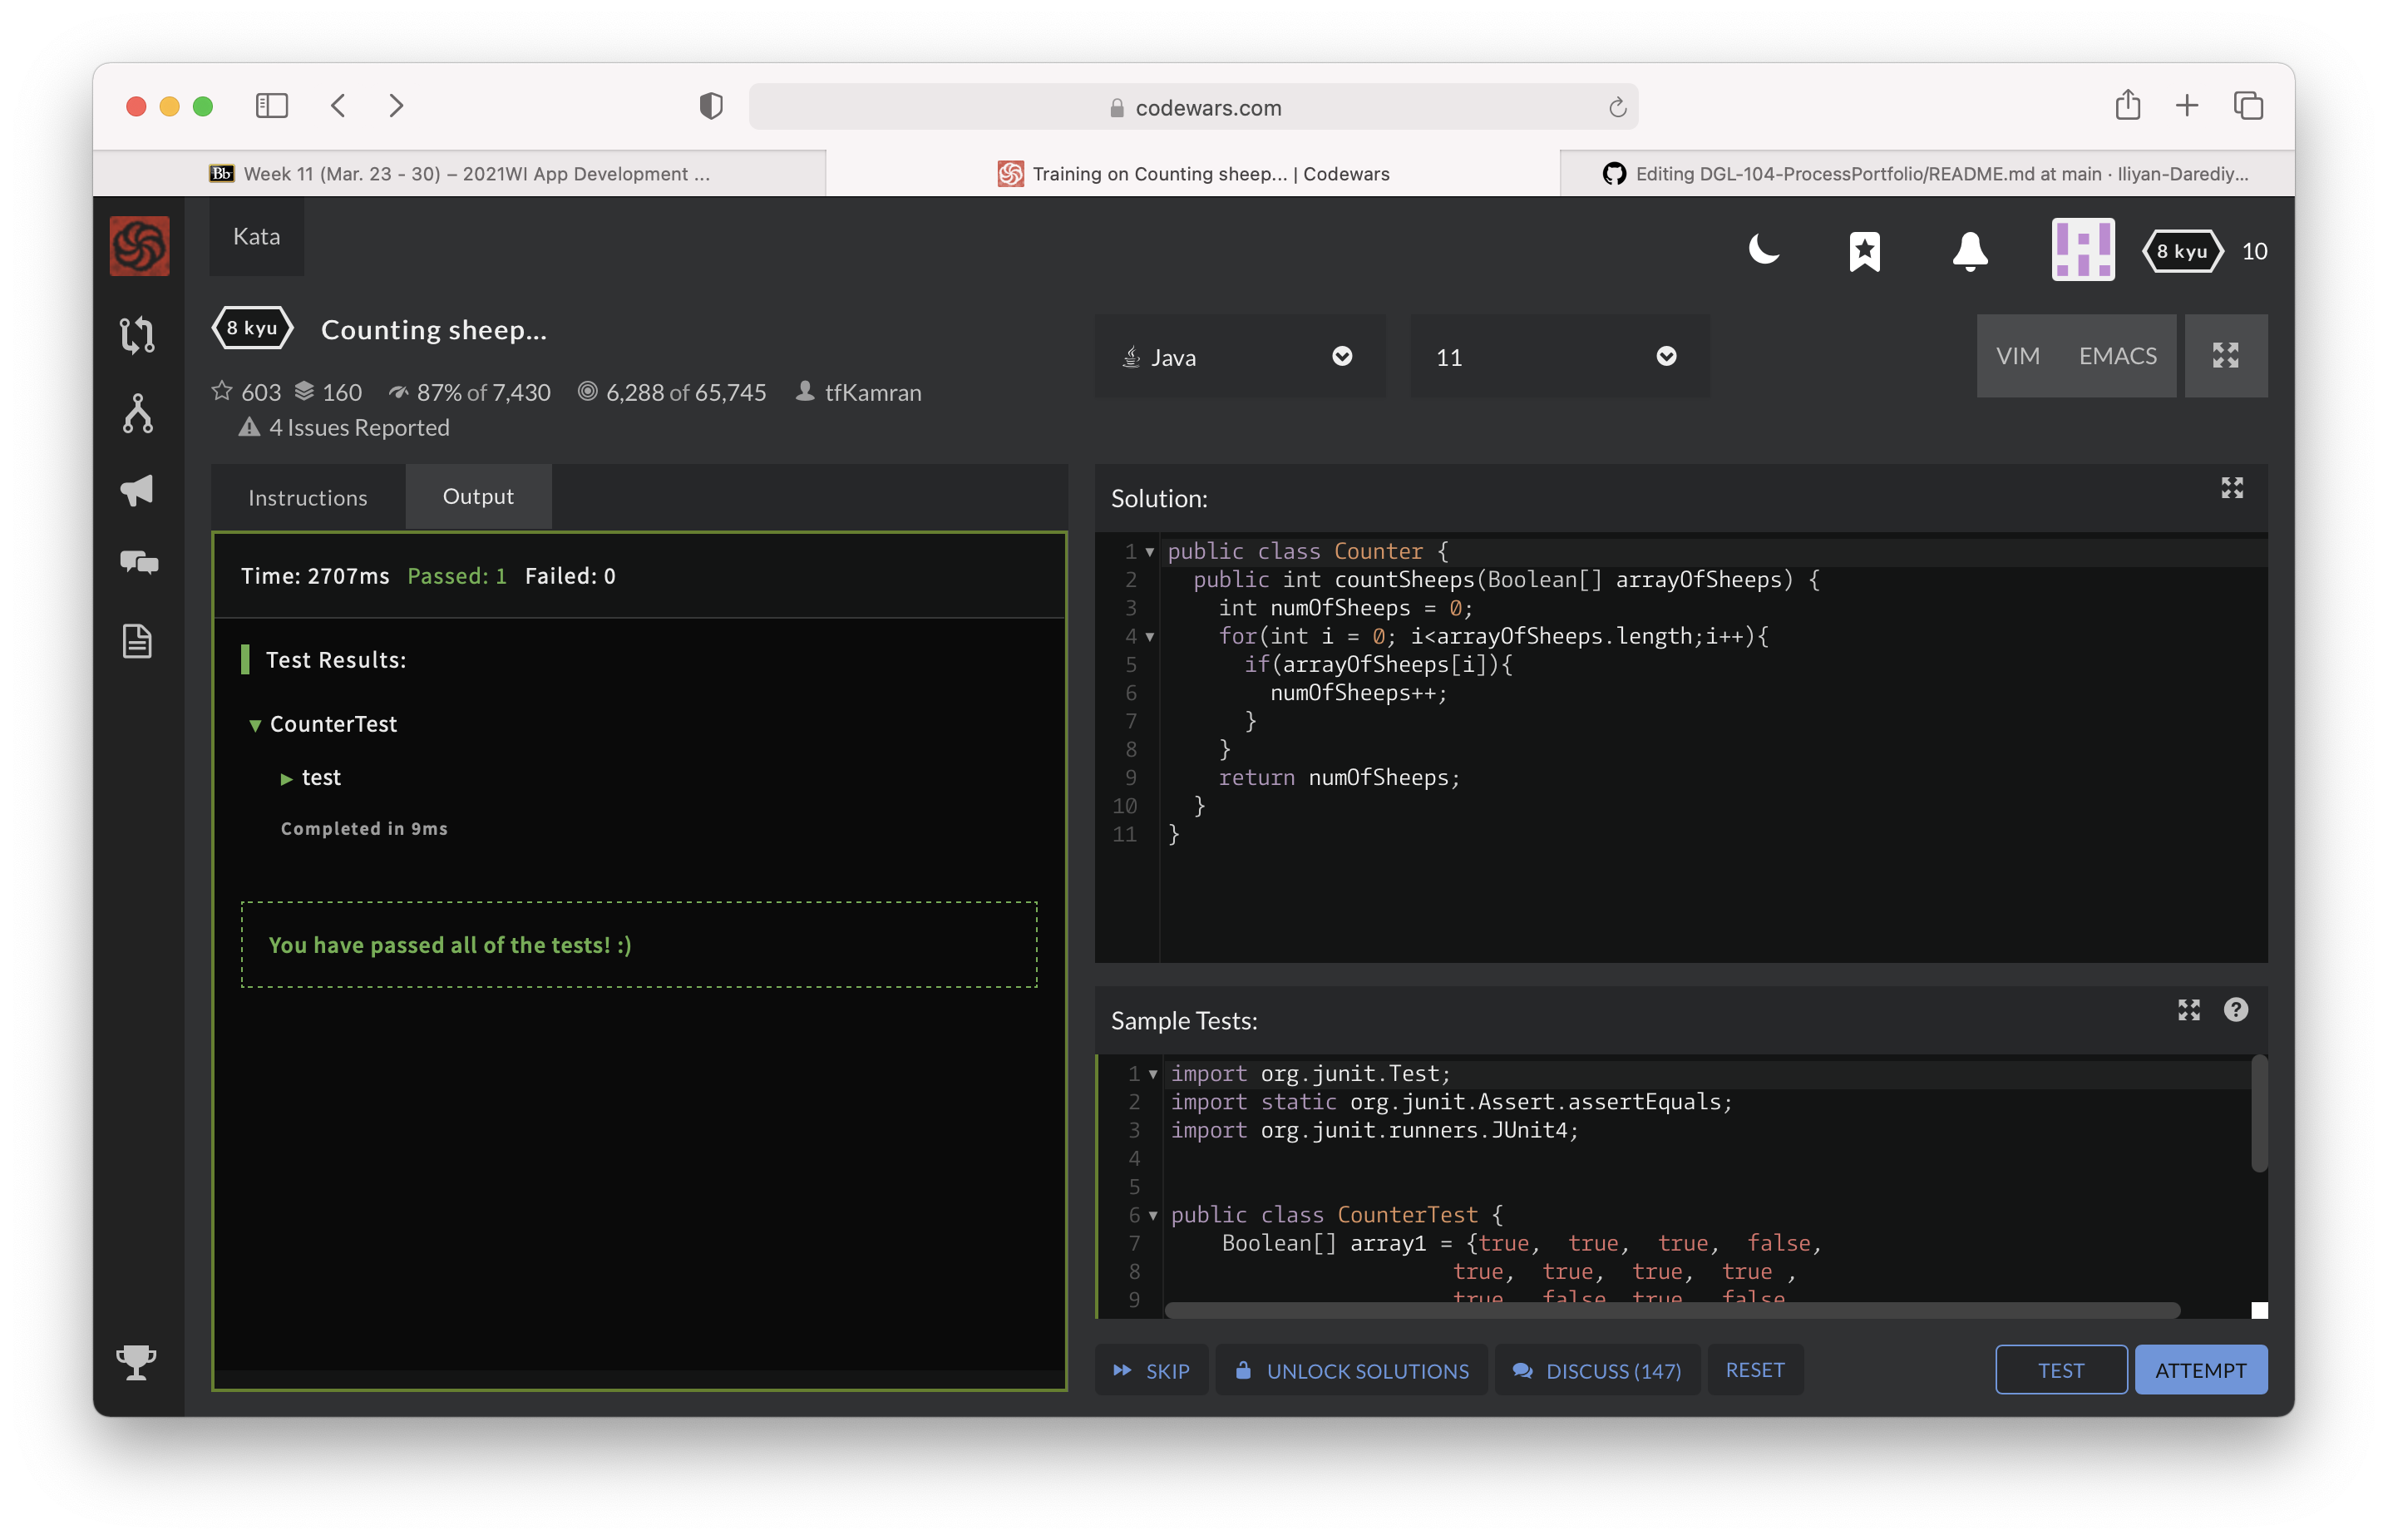 codewars.com
Bb Week 11 (Mar. 23 - 30) – 2021WI App Development ...
Training on Counting sheep... | Codewars
Editing DGL-104-ProcessPortfolio/README.md at main · Iliyan-Darediy...
Kata
8 kyu 10
8 kyu Counting sheep...
603 160 87% of 7,430 6,288 of 65,745 tfKamran
4 Issues Reported
Java
11
VIM EMACS
Instructions Output
Time: 2707ms Passed: 1 Failed: 0
Test Results:
CounterTest
test
Completed in 9ms
You have passed all of the tests! :)
Solution:
1 public class Counter {
2 public int countSheeps(Boolean[] arrayOfSheeps) {
3 int numOfSheeps = 0;
4 for(int i = 0; i<arrayOfSheeps.length;i++){
5 if(arrayOfSheeps[i]){
6 numOfSheeps++;
7 }
8 }
9 return numOfSheeps;
10 }
11 }
Sample Tests:
1 import org.junit.Test;
2 import static org.junit.Assert.assertEquals;
3 import org.junit.runners.JUnit4;
4
5
6 public class CounterTest {
7 Boolean[] array1 = {true, true, true, false,
8 true, true, true, true ,
9 true, false, true, false,
SKIP UNLOCK SOLUTIONS DISCUSS (147) RESET TEST ATTEMPT